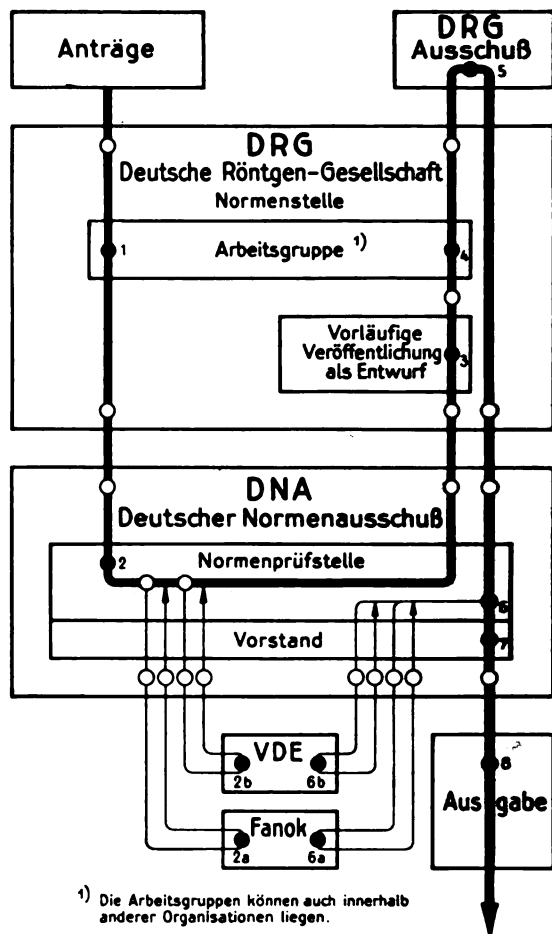 Anträge
DRG
Ausschuß
5
DRG
Deutsche Röntgen-Gesellschaft
Normenstelle
1
Arbeitsgruppe 1)
4
Vorläufige
Veröffentlichung
als Entwurf
3
DNA
Deutscher Normenausschuß
2
Normenprüfstelle
6
Vorstand
7
VDE
2b
6b
8
Ausgabe
Fanok
2a
6a
1) Die Arbeitsgruppen können auch innerhalb
anderer Organisationen liegen.